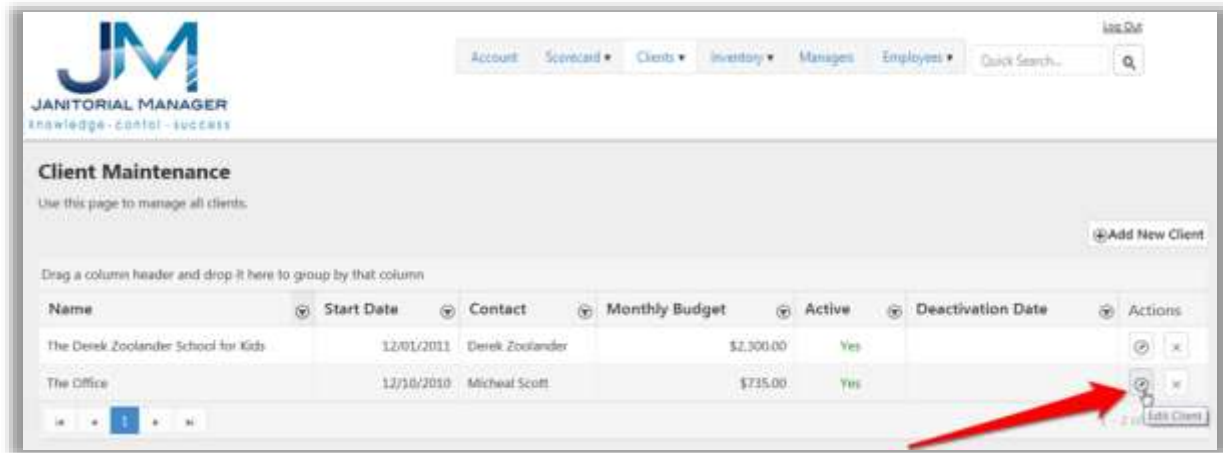 Log Out
JM
Account Scorecard Clients Inventory Managers Employees Quick Search...
JANITORIAL MANAGER
knowledge-contol-success
Client Maintenance
Use this page to manage all clients.
Add New Client
Drag a column header and drop it here to group by that column
Name Start Date Contact Monthly Budget Active Deactivation Date Actions
The Derek Zoolander School for Kids 12/01/2011 Derek Zoolander $2,300.00 Yes
The Office 12/10/2010 Micheal Scott $735.00 Yes
1
Edit Client